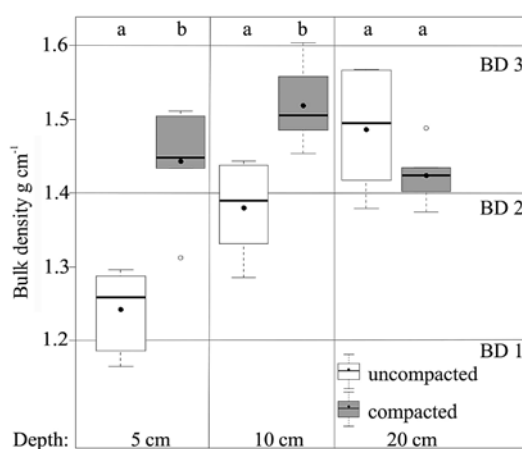 a b a b a a
1.6
BD 3
1.5
1.4
BD 2
1.3
1.2
BD 1
Bulk density g cm⁻¹
uncompacted
compacted
Depth: 5 cm 10 cm 20 cm